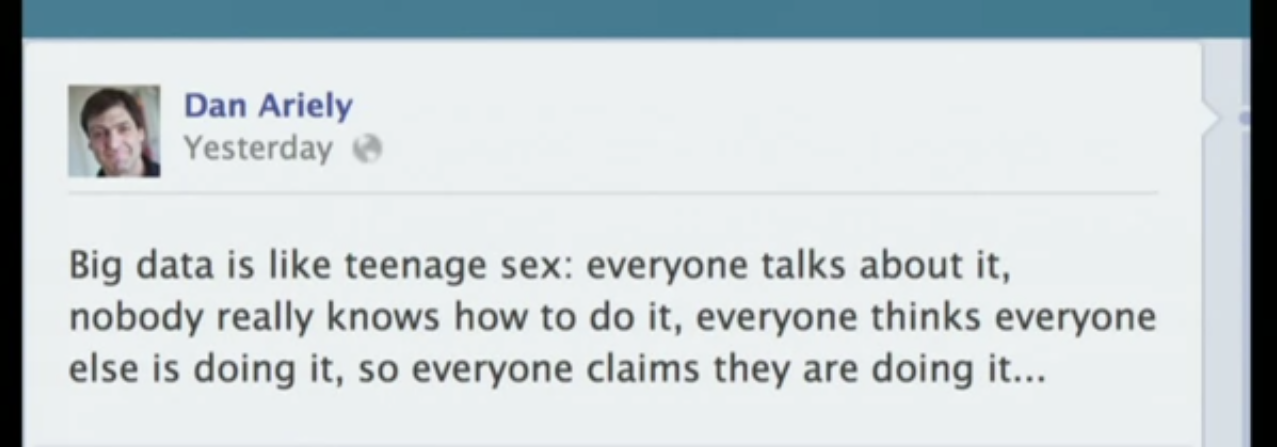 Dan Ariely
Yesterday
Big data is like teenage sex: everyone talks about it,
nobody really knows how to do it, everyone thinks everyone
else is doing it, so everyone claims they are doing it...